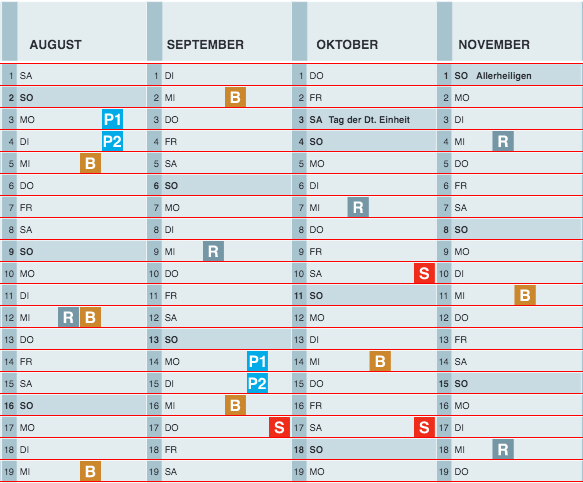 AUGUST
1 SA
2 SO
3 MO P1
4 DI P2
5 MI B
6 DO
7 FR
8 SA
9 SO
10 MO
11 DI
12 MI R B
13 DO
14 FR
15 SA
16 SO
17 MO
18 DI
19 MI B
SEPTEMBER
1 DI
2 MI B
3 DO
4 FR
5 SA
6 SO
7 MO
8 DI
9 MI R
10 DO
11 FR
12 SA
13 SO
14 MO P1
15 DI P2
16 MI B
17 DO S
18 FR
19 SA
OKTOBER
1 DO
2 FR
3 SA Tag der Dt. Einheit
4 SO
5 MO
6 DI
7 MI R
8 DO
9 FR
10 SA S
11 SO
12 MO
13 DI
14 MI B
15 DO
16 FR
17 SA S
18 SO
19 MO
NOVEMBER
1 SO Allerheiligen
2 MO
3 DI
4 MI R
5 DO
6 FR
7 SA
8 SO
9 MO
10 DI
11 MI B
12 DO
13 FR
14 SA
15 SO
16 MO
17 DI
18 MI R
19 DO